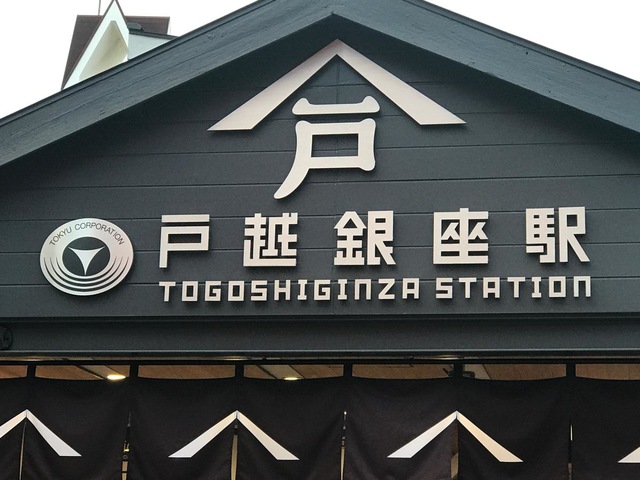 戸
TOKYU CORPORATION
戸越銀座駅
TOGOSHIGINZA STATION